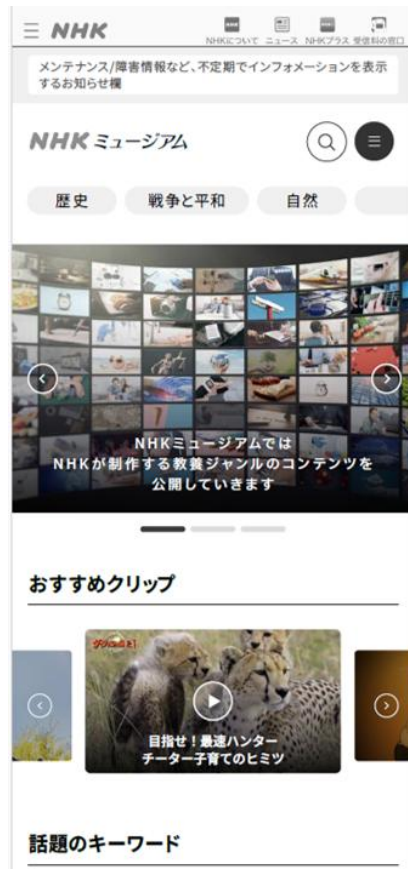 NHK
NHKについて ニュース NHKプラス 受信料の窓口
メンテナンス/障害情報など、不定期でインフォメーションを表示
するお知らせ欄
NHK ミュージアム
歴史 戦争と平和 自然
NHKミュージアムでは
NHKが制作する教養ジャンルのコンテンツを
公開していきます
おすすめクリップ
目指せ！最速ハンター
チーター子育てのヒミツ
話題のキーワード